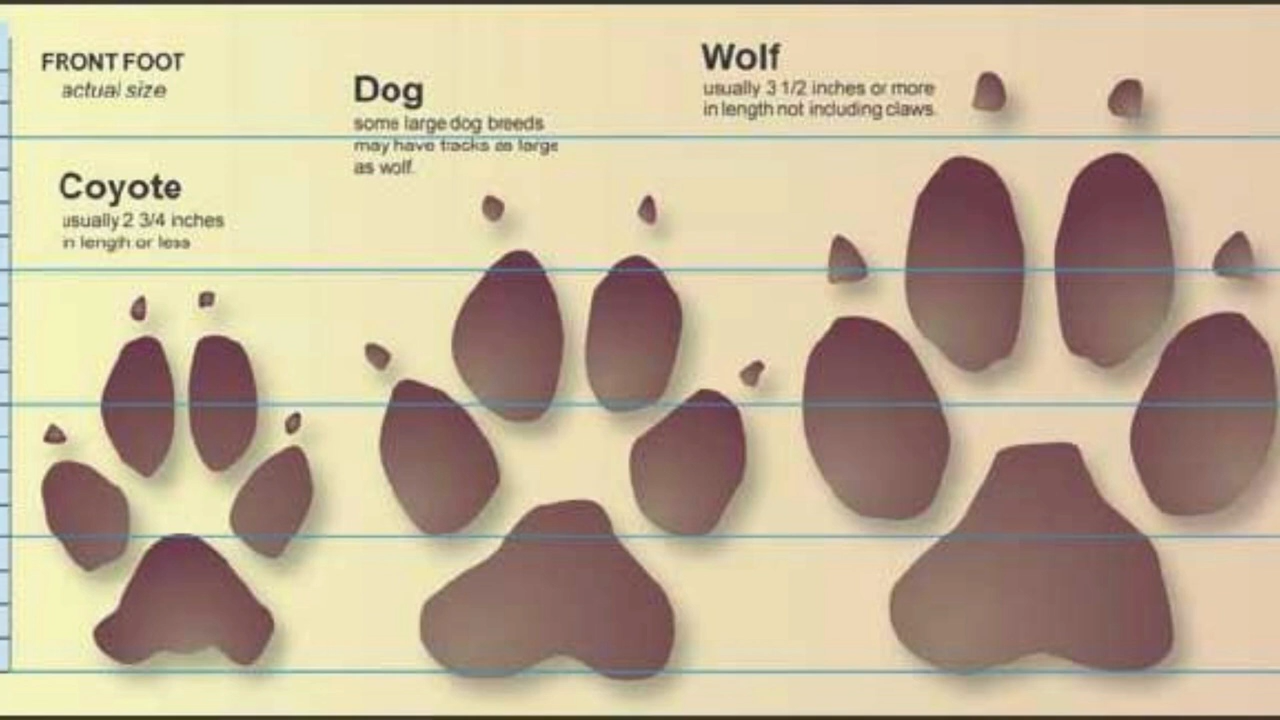 FRONT FOOT
actual size
Coyote
usually 2 3/4 inches
in length or less
Dog
some large dog breeds
may have tracks as large
as wolf.
Wolf
usually 3 1/2 inches or more
in length not including claws.